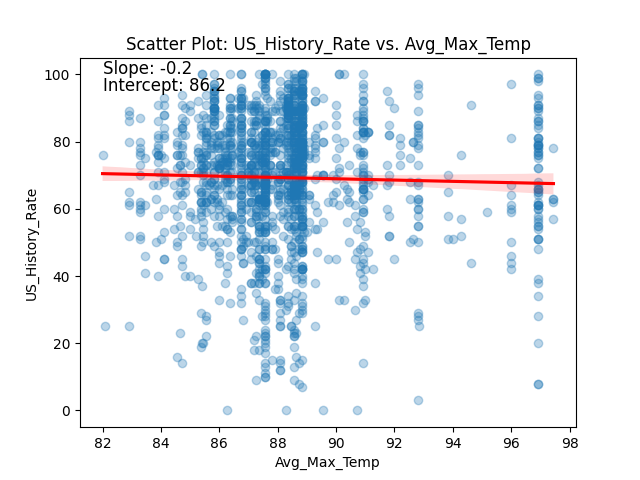 Scatter Plot: US_History_Rate vs. Avg_Max_Temp
Slope: -0.2
Intercept: 86.2
100
80
60
40
20
0
US_History_Rate
82 84 86 88 90 92 94 96 98
Avg_Max_Temp